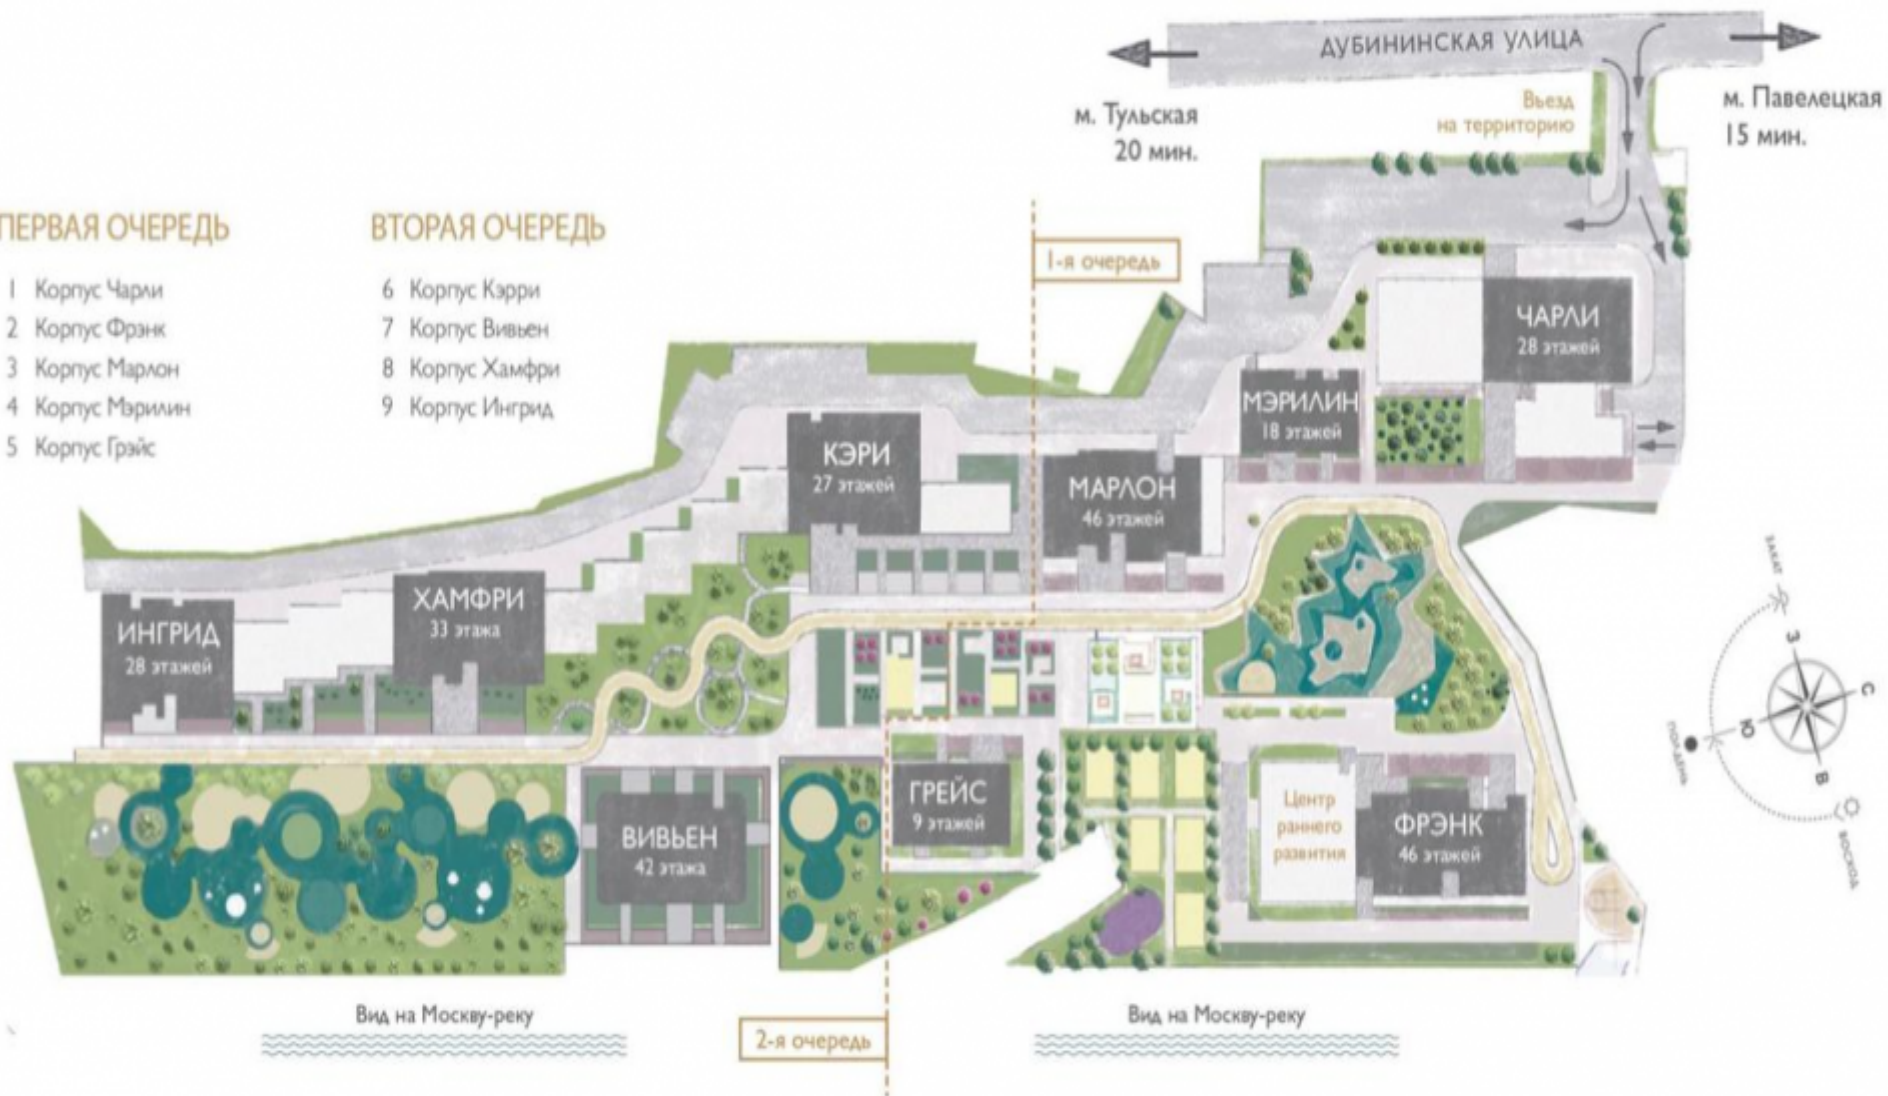 ДУБИНИНСКАЯ УЛИЦА
м. Тульская
20 мин.
Въезд
на территорию
м. Павелецкая
15 мин.
ПЕРВАЯ ОЧЕРЕДЬ
1 Корпус Чарли
2 Корпус Фрэнк
3 Корпус Марлон
4 Корпус Мэрилин
5 Корпус Грэйс
ВТОРАЯ ОЧЕРЕДЬ
6 Корпус Кэрри
7 Корпус Вивьен
8 Корпус Хамфри
9 Корпус Ингрид
1-я очередь
ЧАРЛИ
28 этажей
МЭРИЛИН
18 этажей
КЭРИ
27 этажей
МАРЛОН
46 этажей
ХАМФРИ
33 этажа
ИНГРИД
28 этажей
ЗАКАТ
З
С
Ю
В
ПОЛДЕНЬ
ВОСХОД
ГРЕЙС
9 этажей
ВИВЬЕН
42 этажа
Центр
раннего
развития
ФРЭНК
46 этажей
Вид на Москву-реку
2-я очередь
Вид на Москву-реку